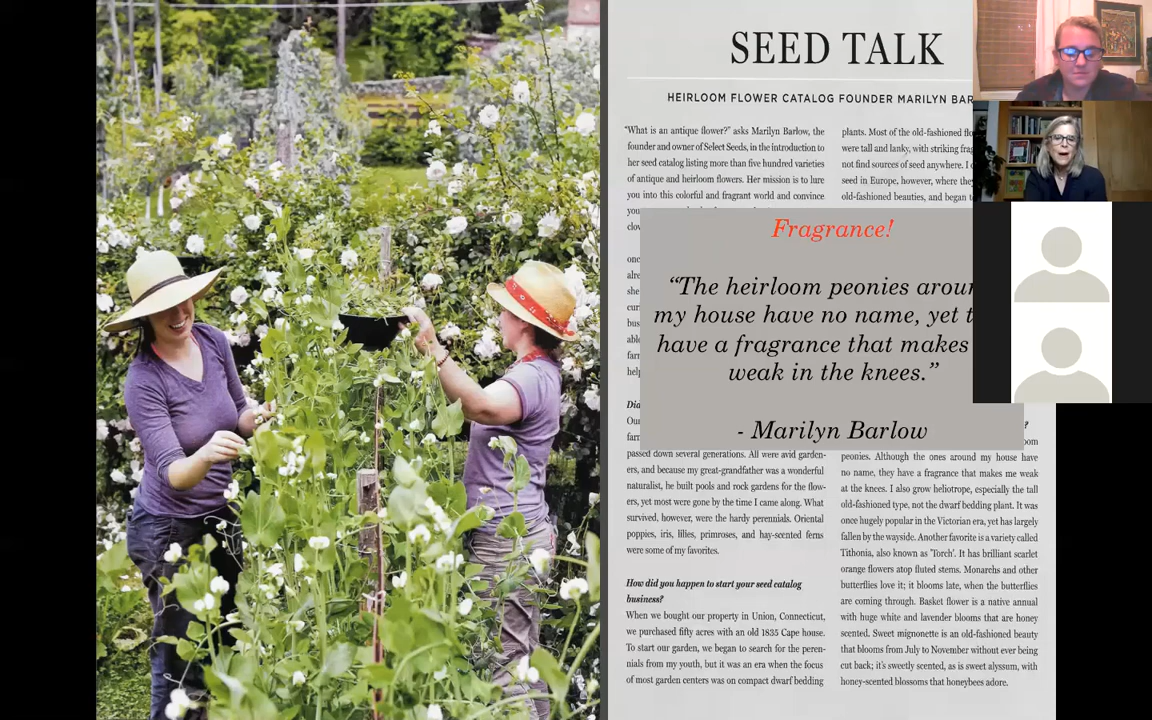 SEED TALK
HEIRLOOM FLOWER CATALOG FOUNDER MARILYN
“What is an antique flower?” asks Marilyn Barlow, the
founder and owner of Select Seeds, in the introduction to
her seed catalog listing more than five hundred varieties
of antique and heirloom flowers. Her mission is to lure
you into this colorful and fragrant world and convince
Our
passed down several generations. All were avid garden-
ers, and because my great-grandfather was a wonderful
naturalist, he built pools and rock gardens for the flow-
ers, yet most were gone by the time I came along. What
survived, however, were the hardy perennials. Oriental
poppies, iris, lilies, primroses, and hay-scented ferns
were some of my favorites.
How did you happen to start your seed catalog
business?
When we bought our property in Union, Connecticut,
we purchased fifty acres with an old 1835 Cape house.
To start our garden, we began to search for the peren-
nials from my youth, but it was an era when the focus
of most garden centers was on compact dwarf bedding
plants. Most of the old-fashioned
were tall and lanky, with striking
not find sources of seed anywhere. I
seed in Europe, however, where
old-fashioned beauties, and began
Fragrance!
“The heirloom peonies
my house have no name, yet
have a fragrance that makes
weak in the knees.”
- Marilyn Barlow
peonies. Although the ones around my house have
no name, they have a fragrance that makes me weak
at the knees. I also grow heliotrope, especially the tall
old-fashioned type, not the dwarf bedding plant. It was
once hugely popular in the Victorian era, yet has largely
fallen by the wayside. Another favorite is a variety called
Tithonia, also known as 'Torch'. It has brilliant scarlet
orange flowers atop fluted stems. Monarchs and other
butterflies love it; it blooms late, when the butterflies
are coming through. Basket flower is a native annual
with huge white and lavender blooms that are honey
scented. Sweet mignonette is an old-fashioned beauty
that blooms from July to November without ever being
cut back; it's sweetly scented, as is sweet alyssum, with
honey-scented blossoms that honeybees adore.